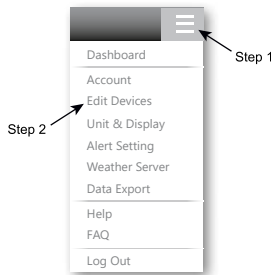 Step 1
Dashboard
Account
Edit Devices
Step 2
Unit & Display
Alert Setting
Weather Server
Data Export
Help
FAQ
Log Out